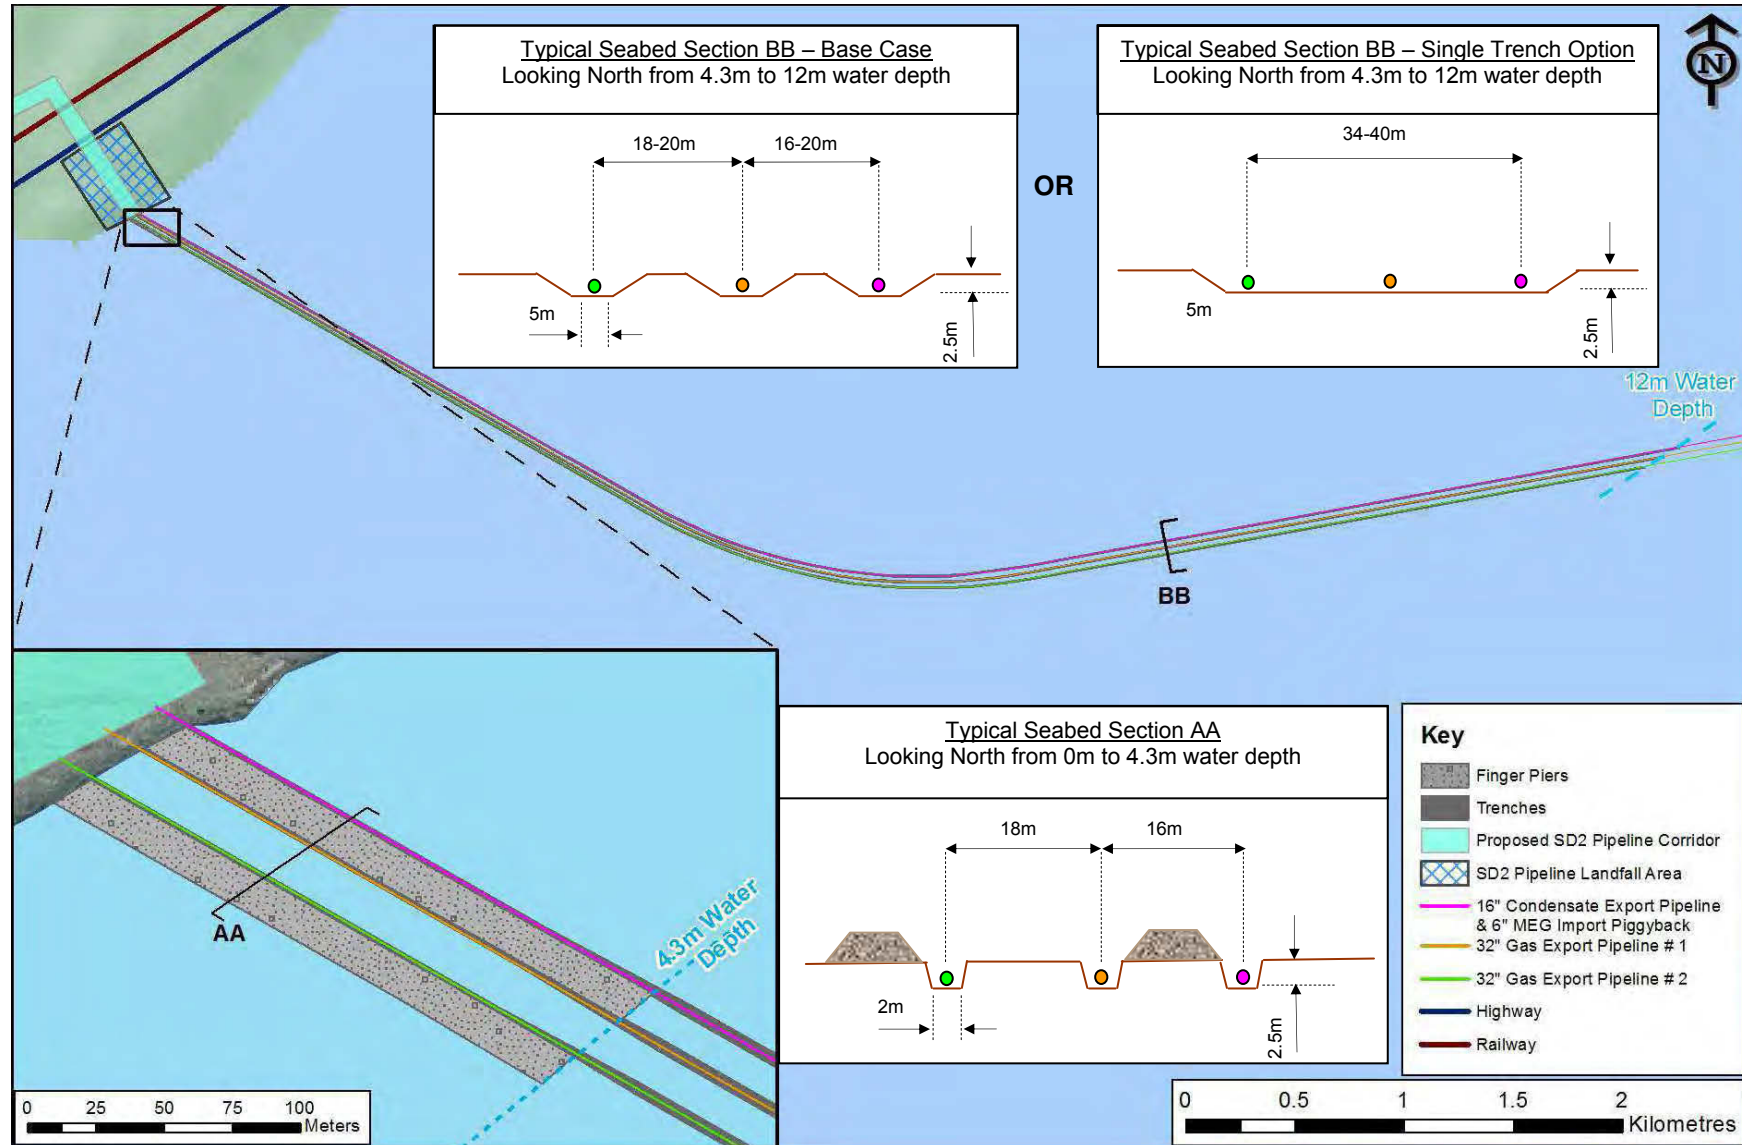 Typical Seabed Section BB – Base Case
Looking North from 4.3m to 12m water depth
18-20m
16-20m
5m
2.5m
OR
Typical Seabed Section BB – Single Trench Option
Looking North from 4.3m to 12m water depth
34-40m
5m
2.5m
N
12m Water
Depth
BB
AA
4.3m Water
Depth
0 25 50 75 100
Meters
Typical Seabed Section AA
Looking North from 0m to 4.3m water depth
18m
16m
2m
2.5m
Key
Finger Piers
Trenches
Proposed SD2 Pipeline Corridor
SD2 Pipeline Landfall Area
16" Condensate Export Pipeline
& 6" MEG Import Piggyback
32" Gas Export Pipeline # 1
32" Gas Export Pipeline # 2
Highway
Railway
0 0.5 1 1.5 2
Kilometres